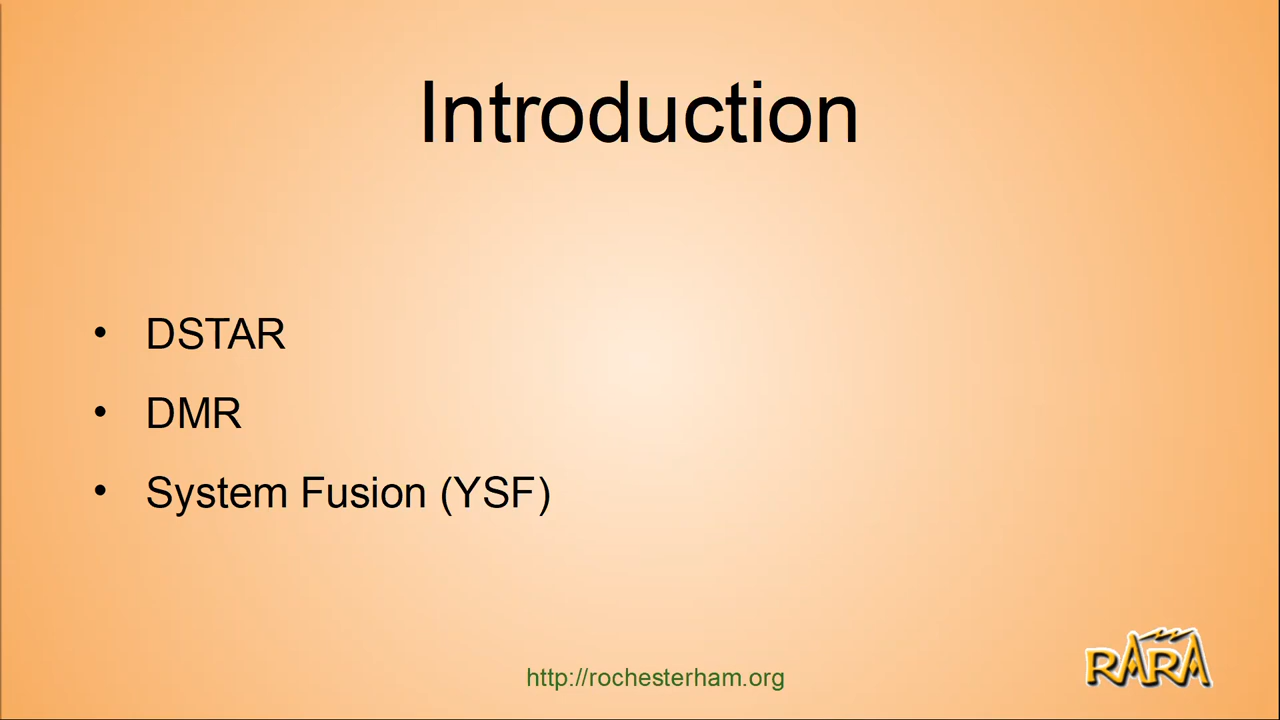 Introduction
• DSTAR
• DMR
• System Fusion (YSF)
http://rochesterham.org
RARA